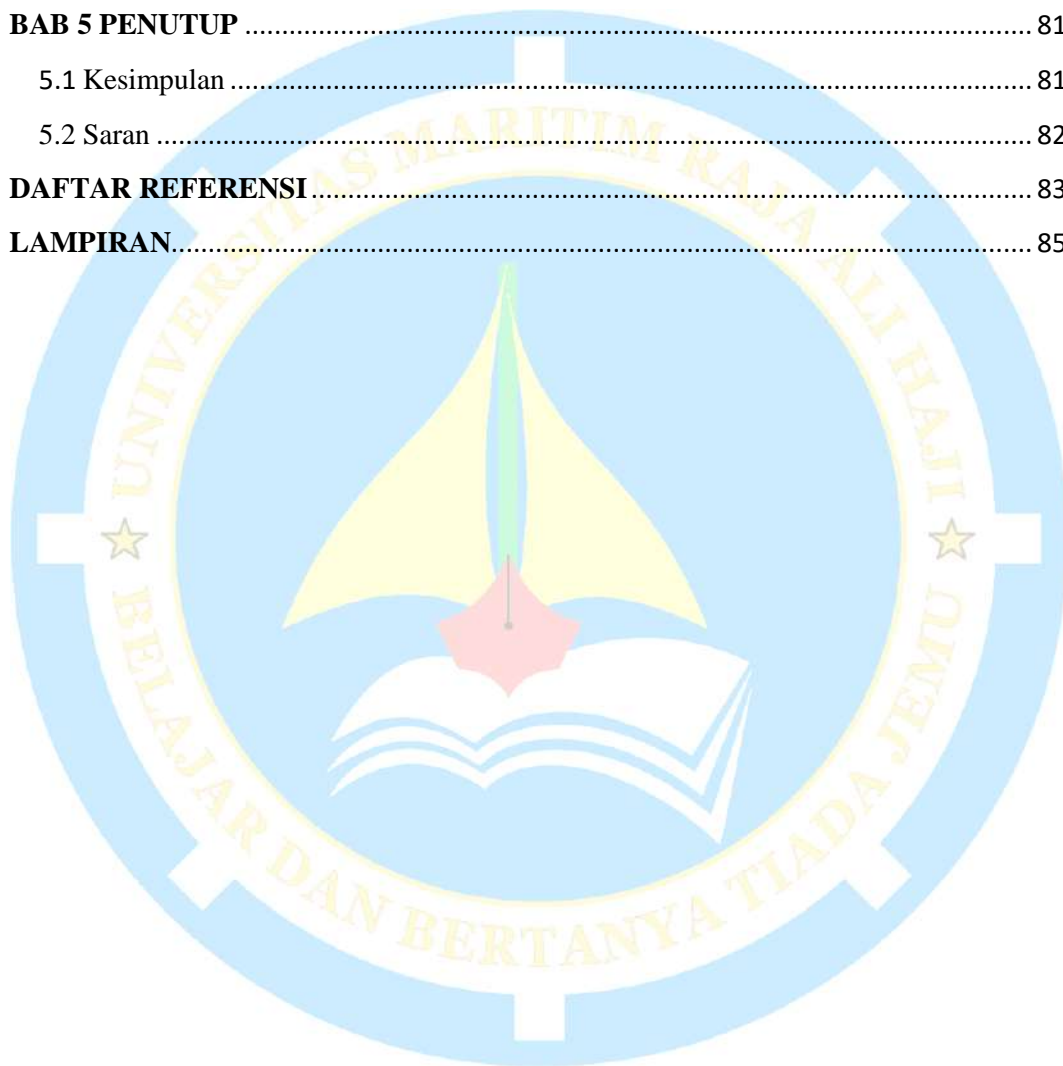 BAB 5 PENUTUP ........................................................................................................ 81
5.1 Kesimpulan ........................................................................................................ 81
5.2 Saran ................................................................................................................. 82
DAFTAR REFERENSI ............................................................................................... 83
LAMPIRAN ............................................................................................................... 85
UNIVERSITAS MARITIM RAJA ALI HAJI
BELAJAR DAN BERTANYA TIADA JEMU